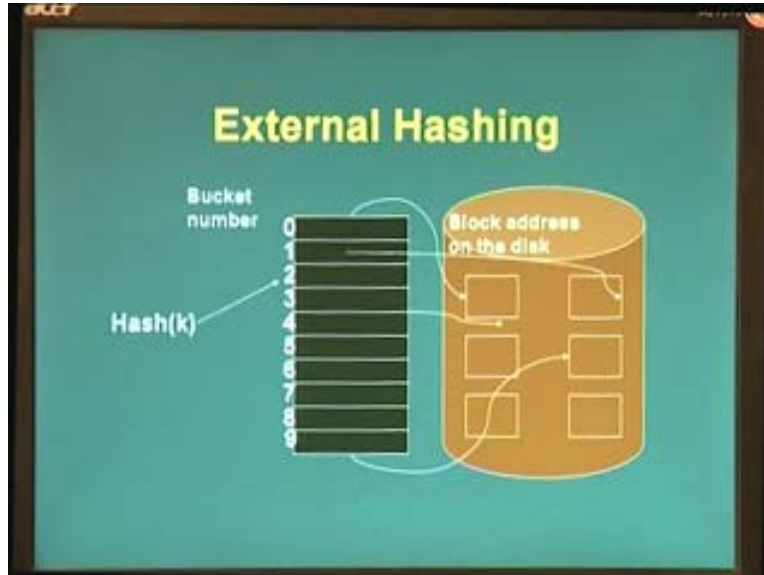 acer
External Hashing
Bucket
number
Block address
on the disk
Hash(k)
0
1
2
3
4
5
6
7
8
9